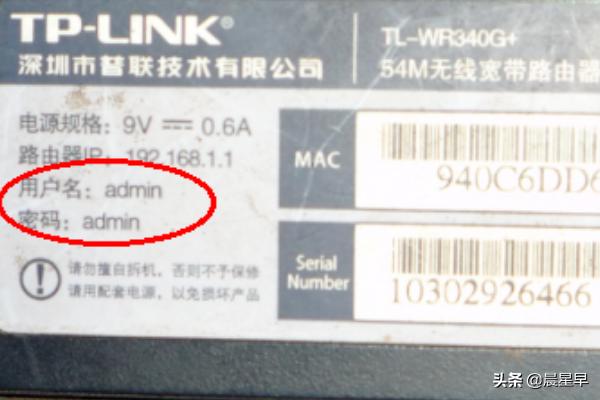 TP-LINK®
深圳市普联技术有限公司
TL-WR340G+
54M无线宽带路由器
电源规格: 9V ⎓ 0.6A
路由器IP: 192.168.1.1
用户名: admin
密码: admin
请勿擅自拆机,否则不予保修
请用配套电源,以免损坏产品
MAC
940C6DD6
Serial
Number
10302926466
头条 @晨星早